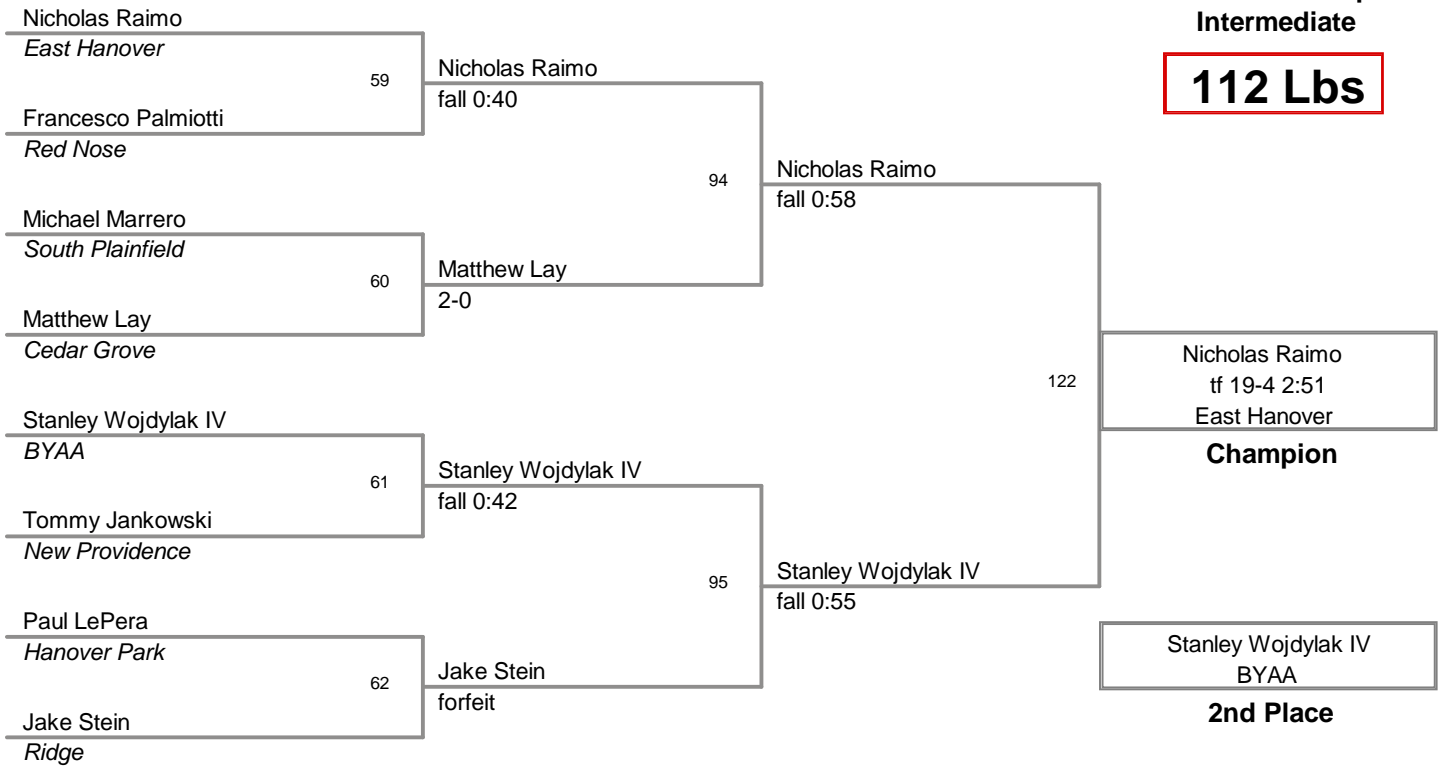 Nicholas Raimo
East Hanover
59
Francesco Palmiotti
Red Nose
Michael Marrero
South Plainfield
60
Matthew Lay
Cedar Grove
Stanley Wojdylak IV
BYAA
61
Tommy Jankowski
New Providence
Paul LePera
Hanover Park
62
Jake Stein
Ridge
Nicholas Raimo
fall 0:40
94
Matthew Lay
2-0
Stanley Wojdylak IV
fall 0:42
95
Jake Stein
forfeit
Nicholas Raimo
fall 0:58
122
Stanley Wojdylak IV
fall 0:55
Intermediate
112 Lbs
Nicholas Raimo
tf 19-4 2:51
East Hanover
Champion
Stanley Wojdylak IV
BYAA
2nd Place